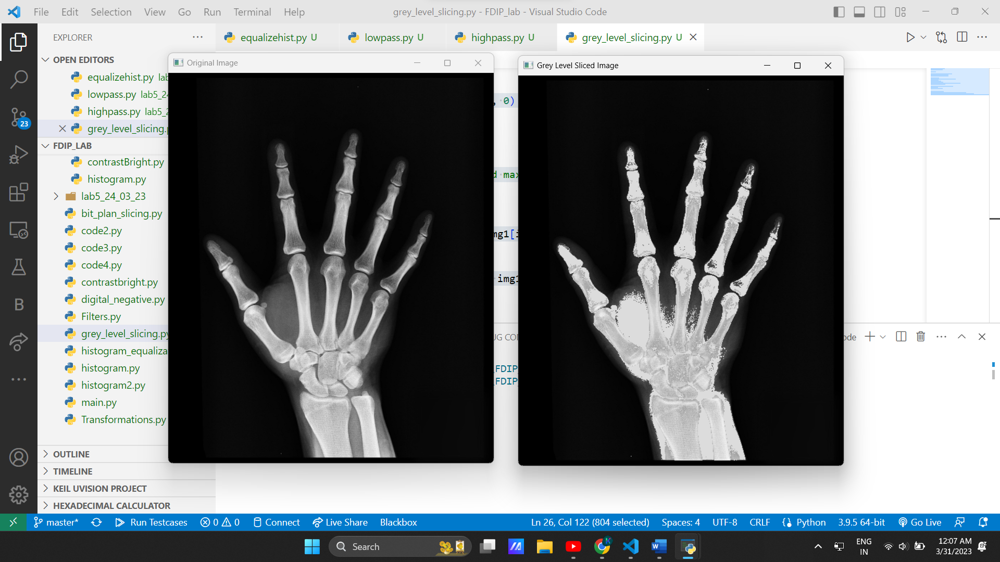 File Edit Selection View Go Run Terminal Help
grey_level_slicing.py - FDIP_lab - Visual Studio Code
EXPLORER
equalizehist.py U
lowpass.py U
highpass.py U
grey_level_slicing.py U
OPEN EDITORS
equalizehist.py lab
lowpass.py lab5_24
highpass.py lab5_2
grey_level_slicing.p
23
FDIP_LAB
contrastBright.py
histogram.py
lab5_24_03_23
bit_plan_slicing.py
code2.py
code3.py
code4.py
contrastbright.py
digital_negative.py
Filters.py
grey_level_slicing.py
histogram_equaliza
histogram.py
histogram2.py
main.py
Transformations.py
OUTLINE
TIMELINE
KEIL UVISION PROJECT
HEXADECIMAL CALCULATOR
Original Image
Grey Level Sliced Image
, 0)
d max
mg1[i
img1
UG CON
ode
FDIP
FDIP
master*
Run Testcases
0 0
Connect
Live Share
Blackbox
Ln 26, Col 122 (804 selected)
Spaces: 4
UTF-8
CRLF
Python
3.9.5 64-bit
Go Live
Search
ENG
IN
12:07 AM
3/31/2023